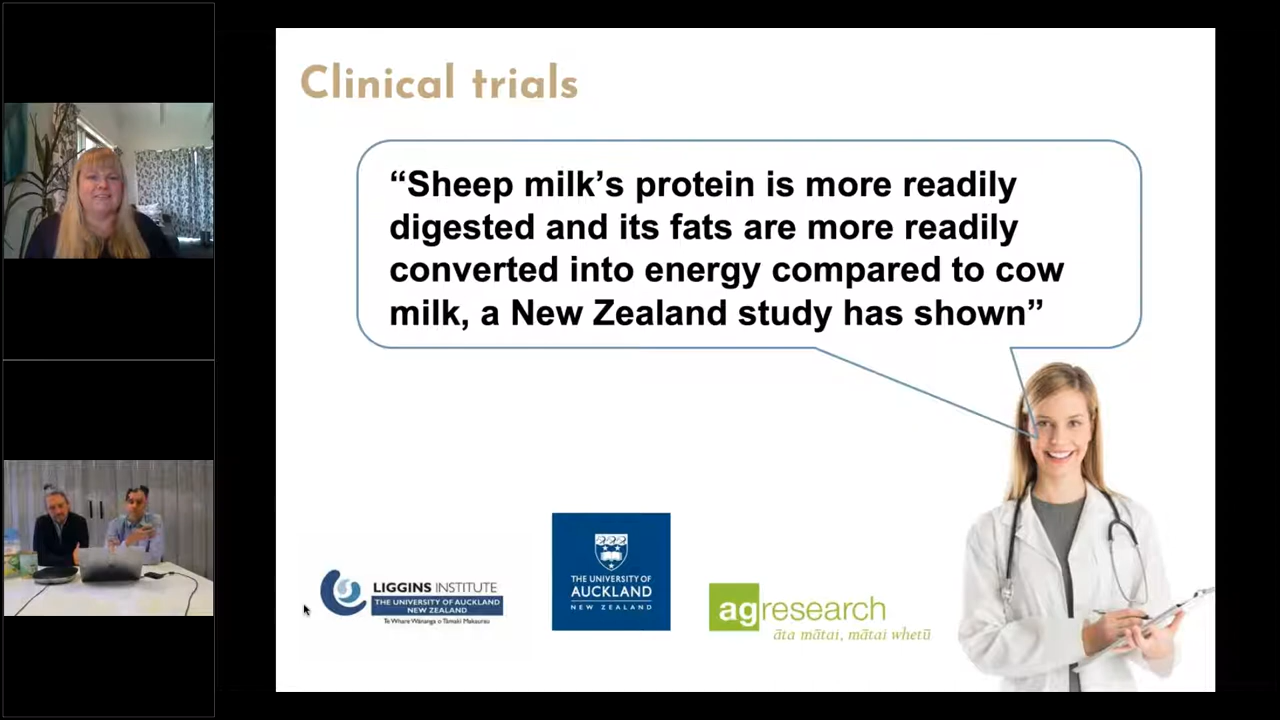 Clinical trials
“Sheep milk’s protein is more readily
digested and its fats are more readily
converted into energy compared to cow
milk, a New Zealand study has shown”
LIGGINS INSTITUTE
THE UNIVERSITY OF AUCKLAND
NEW ZEALAND
Te Whare Wānanga o Tāmaki Makaurau
THE UNIVERSITY OF
AUCKLAND
NEW ZEALAND
agresearch
āta mātai, mātai whetū